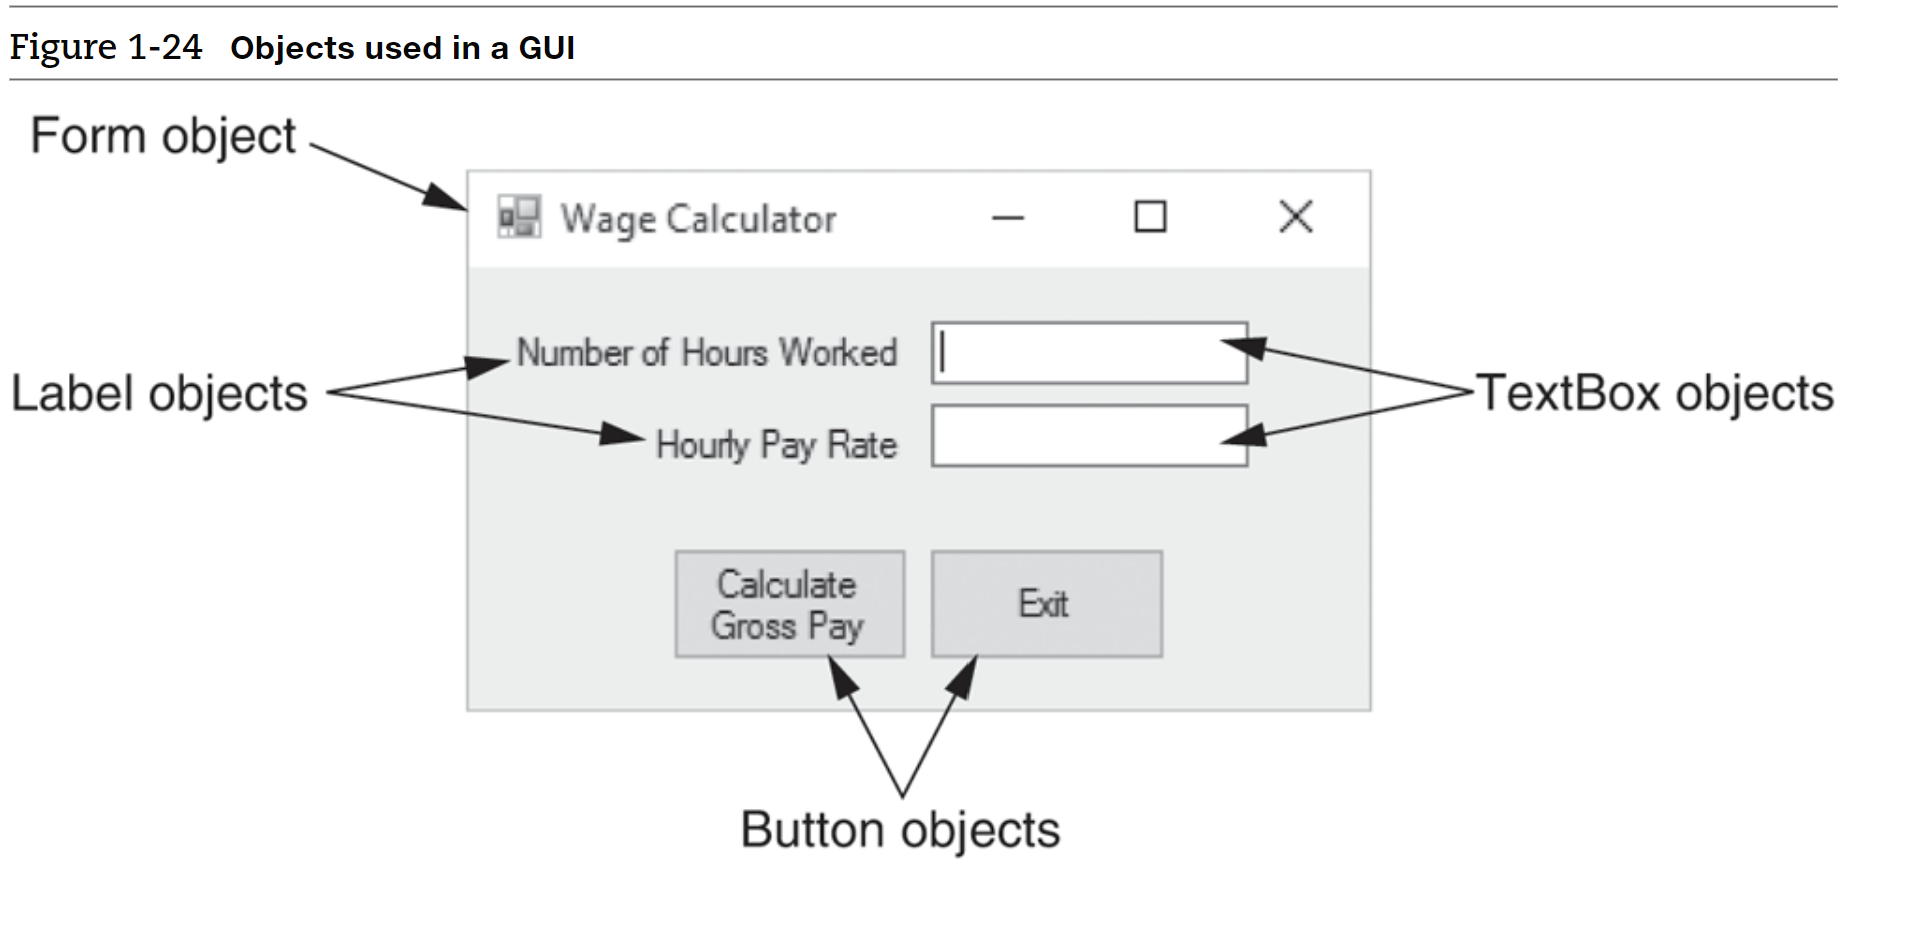 Figure 1-24 Objects used in a GUI
Form object
Wage Calculator
Number of Hours Worked
Label objects
TextBox objects
Hourly Pay Rate
Calculate
Gross Pay
Exit
Button objects